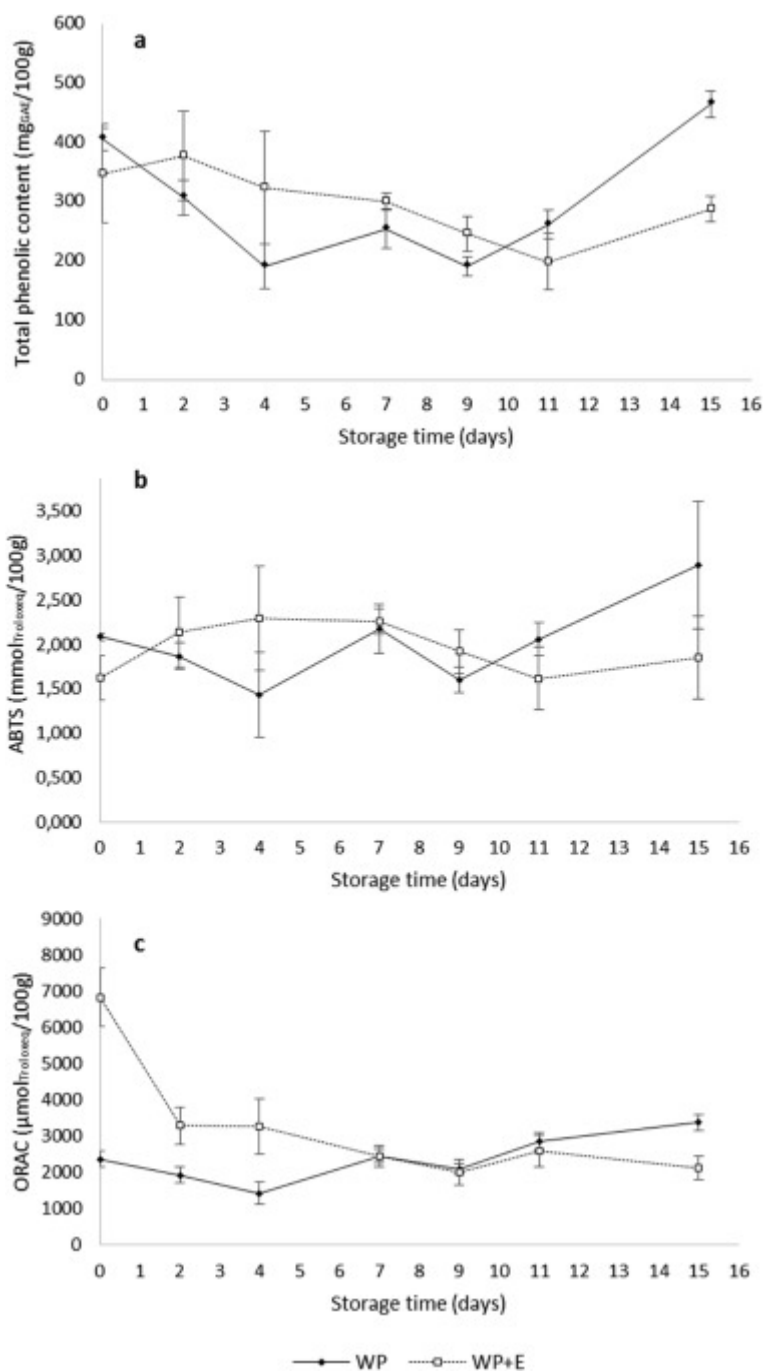 a
Total phenolic content (mgGAE/100g)
600
500
400
300
200
100
0
0 1 2 3 4 5 6 7 8 9 10 11 12 13 14 15 16
Storage time (days)
b
ABTS (mmolTroloxeq/100g)
3,500
3,000
2,500
2,000
1,500
1,000
0,500
0,000
0 1 2 3 4 5 6 7 8 9 10 11 12 13 14 15 16
Storage time (days)
c
ORAC (µmolTroloxeq/100g)
9000
8000
7000
6000
5000
4000
3000
2000
1000
0
0 1 2 3 4 5 6 7 8 9 10 11 12 13 14 15 16
Storage time (days)
WP WP+E